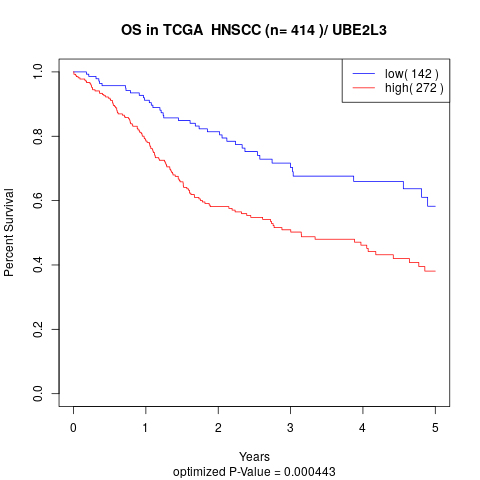 OS in TCGA  HNSCC (n= 414 )/ UBE2L3
low( 142 )
high( 272 )
Percent Survival
1.0
0.8
0.6
0.4
0.2
0.0
0 1 2 3 4 5
Years
optimized P-Value = 0.000443